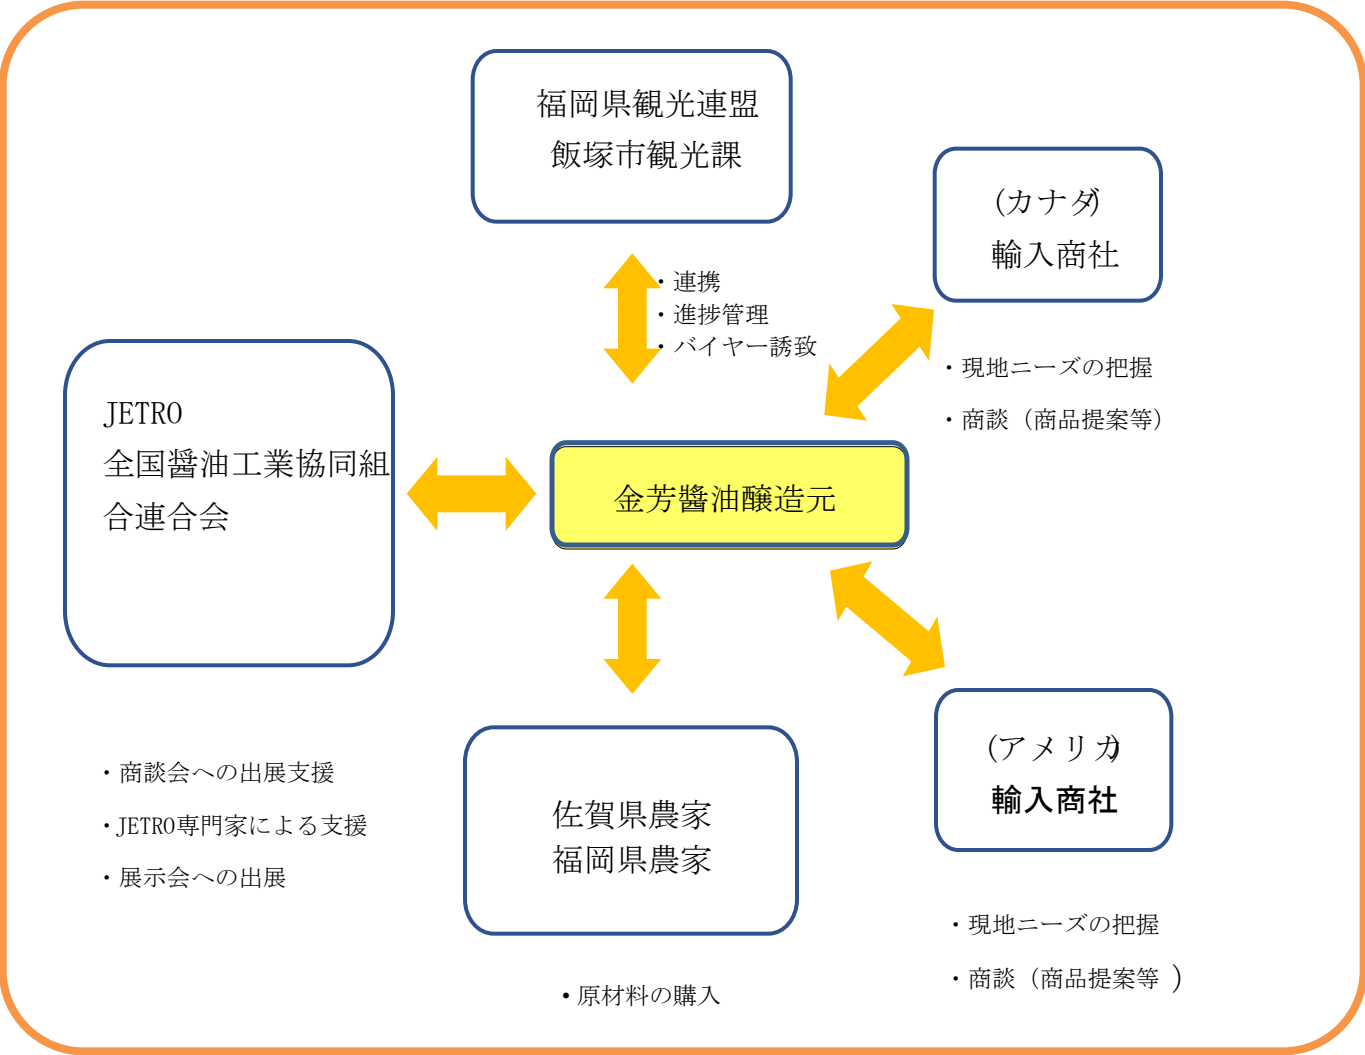 福岡県観光連盟
飯塚市観光課
(カナダ)
輸入商社
・連携
・進捗管理
・バイヤー誘致
・現地ニーズの把握
・商談（商品提案等）
JETRO
全国醤油工業協同組
合連合会
金芳醬油醸造元
(アメリカ)
輸入商社
・商談会への出展支援
・JETRO専門家による支援
・展示会への出展
佐賀県農家
福岡県農家
・現地ニーズの把握
・商談（商品提案等 )
・原材料の購入